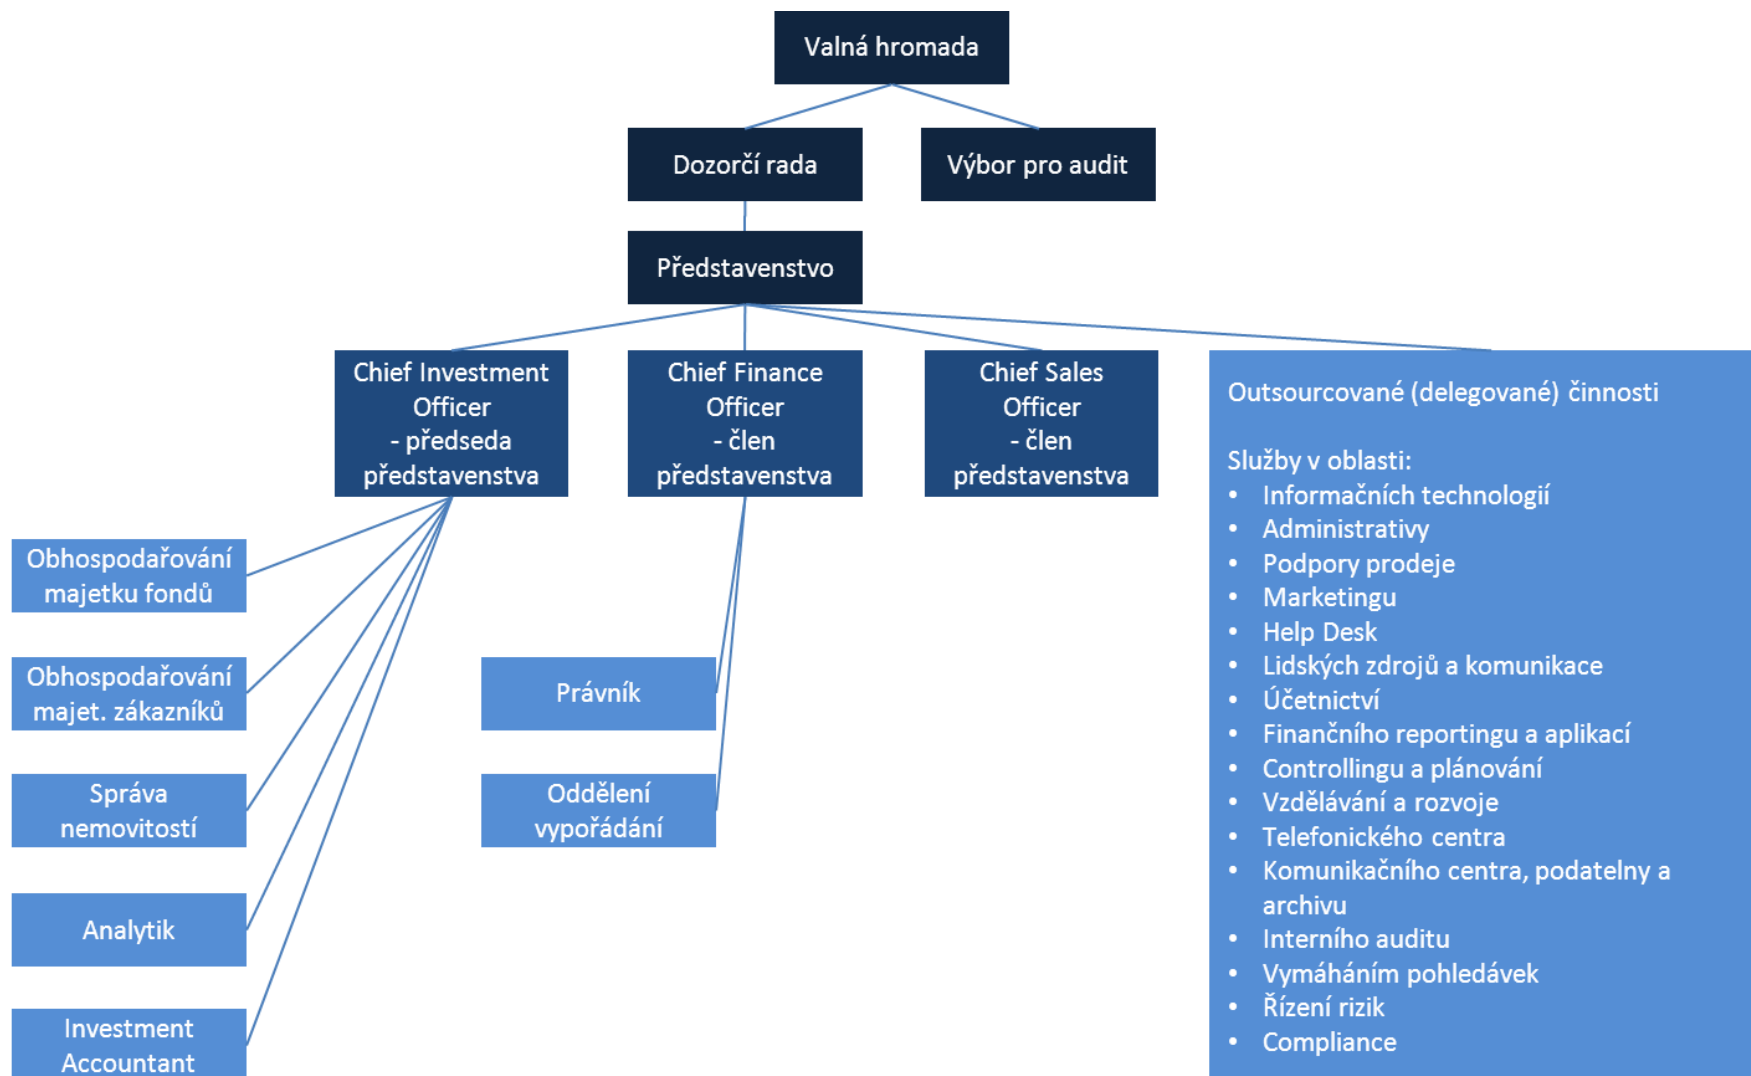 Valná hromada
Dozorčí rada
Výbor pro audit
Představenstvo
Chief Investment
Officer
- předseda
představenstva
Chief Finance
Officer
- člen
představenstva
Chief Sales
Officer
- člen
představenstva
Outsourcované (delegované) činnosti
Služby v oblasti:
• Informačních technologií
• Administrativy
• Podpory prodeje
• Marketingu
• Help Desk
• Lidských zdrojů a komunikace
• Účetnictví
• Finančního reportingu a aplikací
• Controllingu a plánování
• Vzdělávání a rozvoje
• Telefonického centra
• Komunikačního centra, podatelny a
archivu
• Interního auditu
• Vymáháním pohledávek
• Řízení rizik
• Compliance
Obhospodařování
majetku fondů
Obhospodařování
majet. zákazníků
Správa
nemovitostí
Analytik
Investment
Accountant
Právník
Oddělení
vypořádání